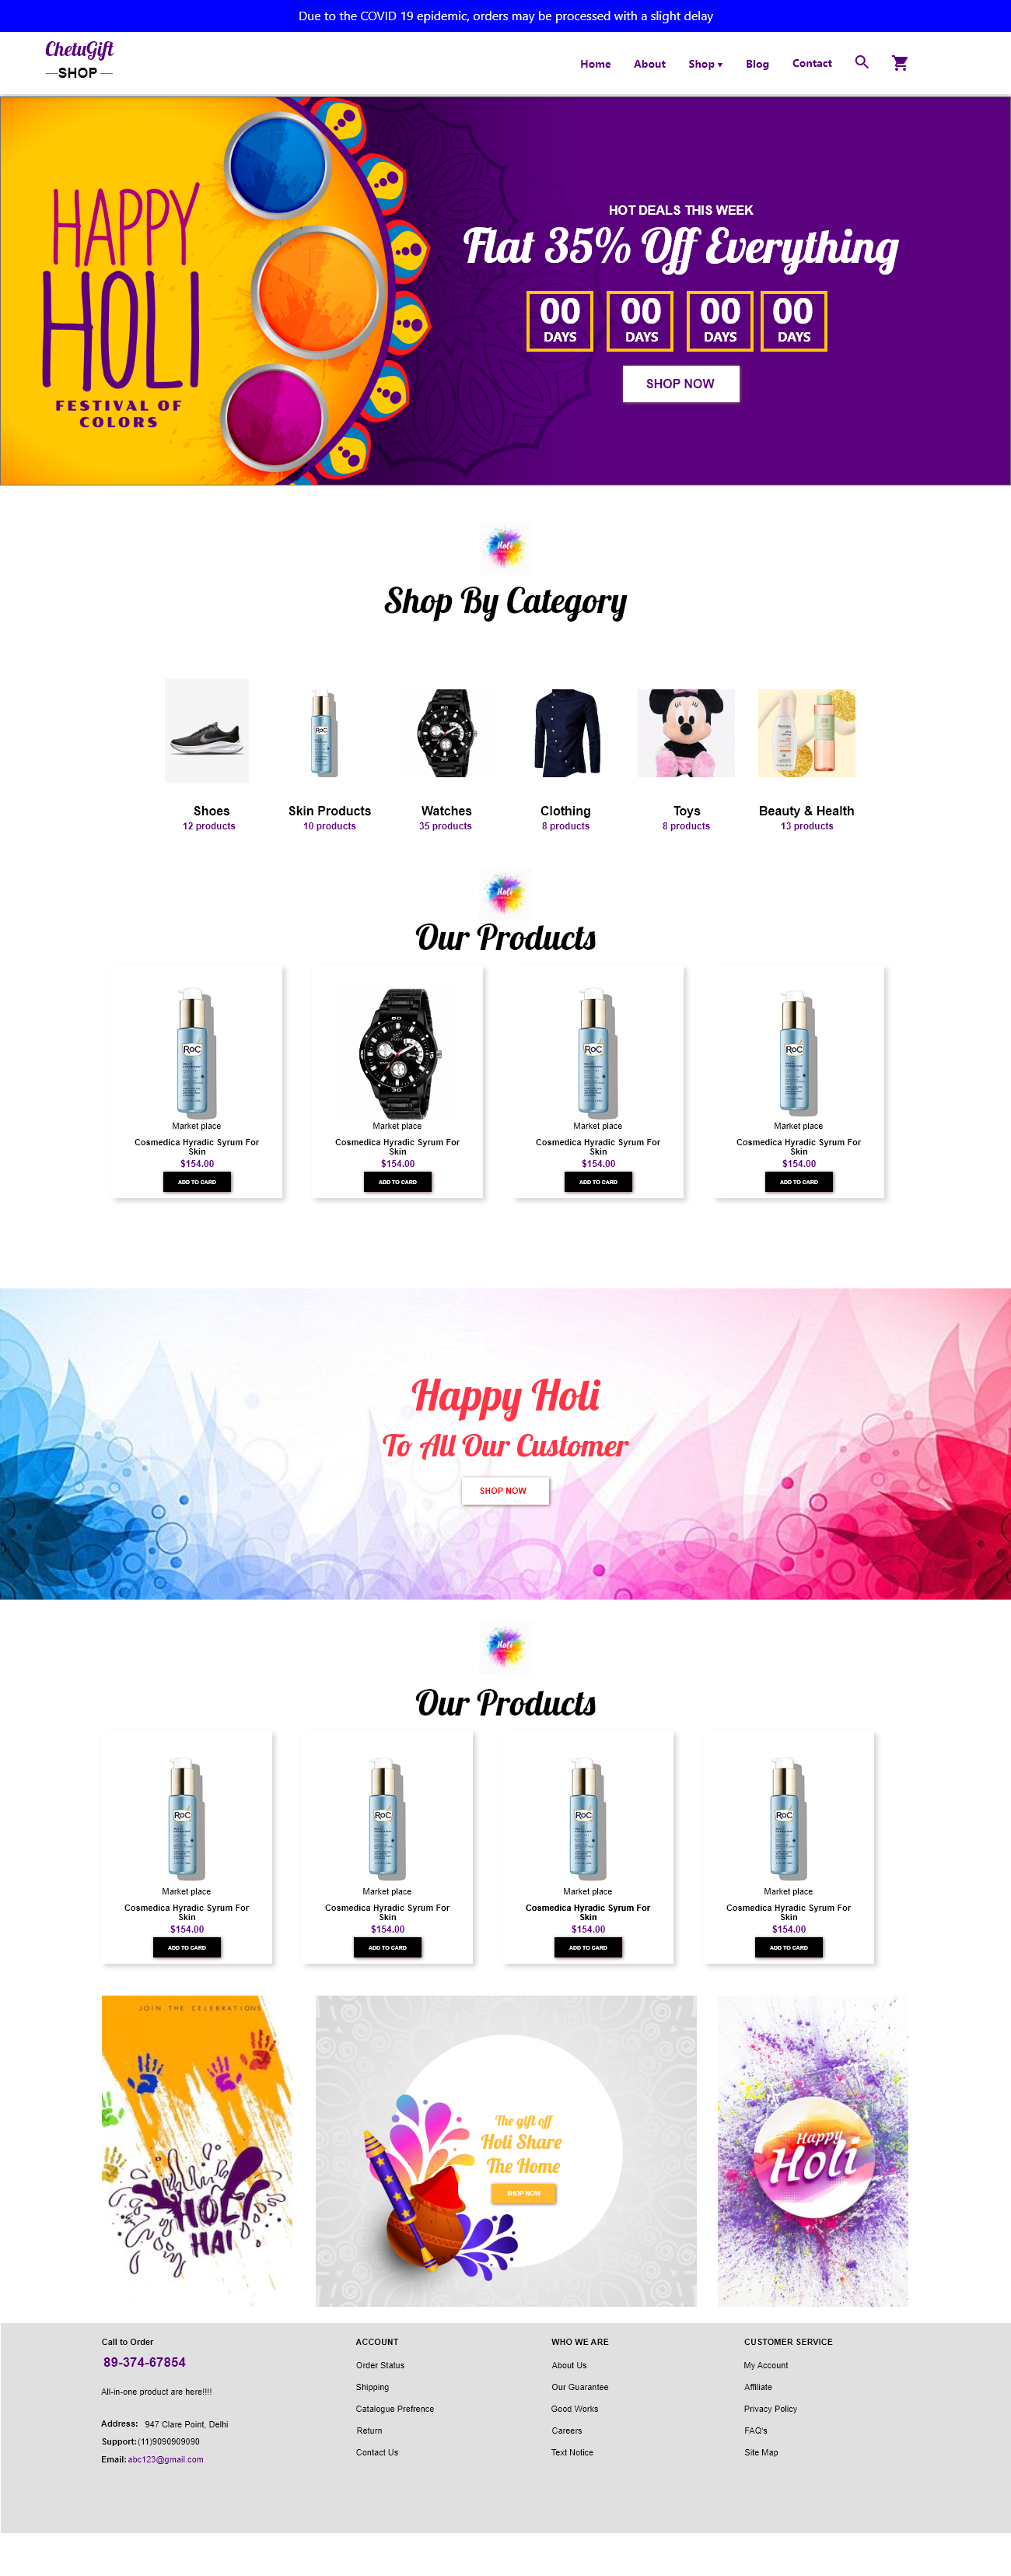 Due to the COVID 19 epidemic, orders may be processed with a slight delay
ChetuGift
SHOP
Home About Shop Blog Contact
HAPPY
HOLI
FESTIVAL OF
COLORS
HOT DEALS THIS WEEK
Flat 35% Off Everything
00 00 00 00
DAYS DAYS DAYS DAYS
SHOP NOW
Holi
Shop By Category
RoC
Shoes Skin Products Watches Clothing Toys Beauty & Health
12 products 10 products 35 products 8 products 8 products 13 products
Holi
Our Products
RoC 60 RoC RoC
30
Market place Market place Market place Market place
Cosmedica Hyradic Syrum For Cosmedica Hyradic Syrum For Cosmedica Hyradic Syrum For Cosmedica Hyradic Syrum For
Skin Skin Skin Skin
$154.00 $154.00 $154.00 $154.00
ADD TO CARD ADD TO CARD ADD TO CARD ADD TO CARD
Happy Holi
To All Our Customer
SHOP NOW
Holi
Our Products
RoC RoC RoC RoC
Market place Market place Market place Market place
Cosmedica Hyradic Syrum For Cosmedica Hyradic Syrum For Cosmedica Hyradic Syrum For Cosmedica Hyradic Syrum For
Skin Skin Skin Skin
$154.00 $154.00 $154.00 $154.00
ADD TO CARD ADD TO CARD ADD TO CARD ADD TO CARD
JOIN THE CELEBRATIONS
HOLI
HAI
The gift off
Holi Share
The Home
SHOP NOW
Happy
Holi
Call to Order
89-374-67854
All-in-one product are here!!!!
Address: 947 Clare Point, Delhi
Support: (11)9090909090
Email: abc123@gmail.com
ACCOUNT
Order Status
Shipping
Catalogue Prefrence
Return
Contact Us
WHO WE ARE
About Us
Our Guarantee
Good Works
Careers
Text Notice
CUSTOMER SERVICE
My Account
Affiliate
Privacy Policy
FAQ's
Site Map